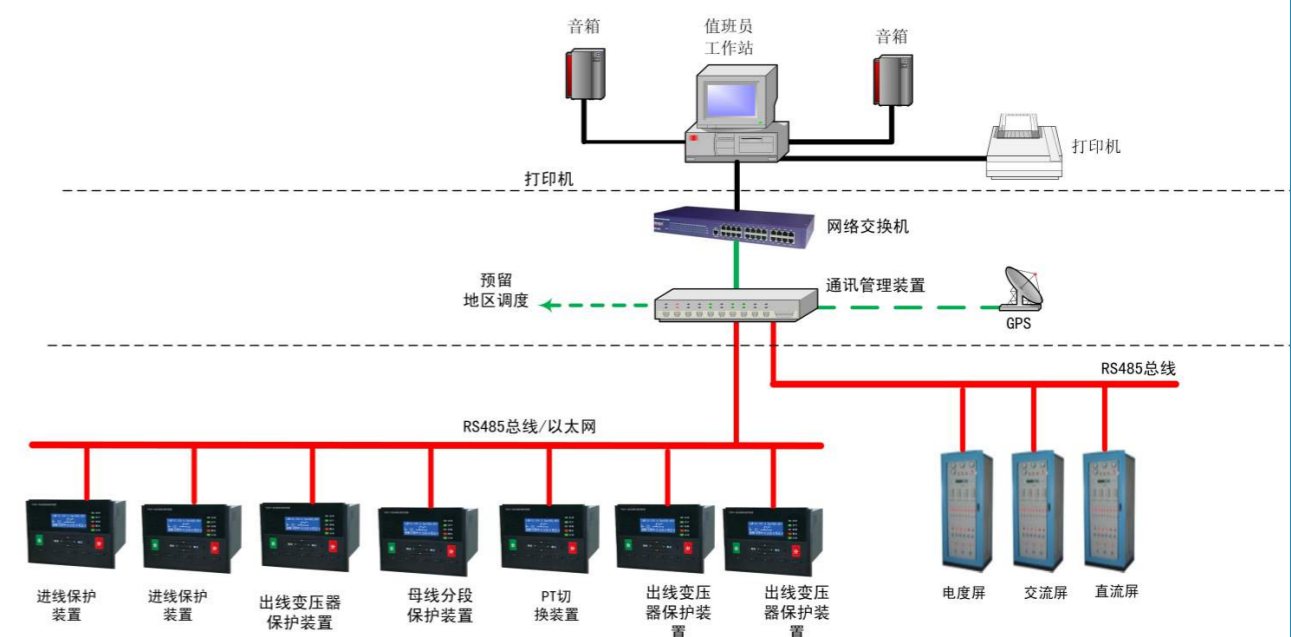 音箱
值班员
工作站
音箱
打印机
打印机
网络交换机
预留
地区调度
通讯管理装置
GPS
RS485总线
RS485总线/以太网
进线保护
装置
进线保护
装置
出线变压器
保护装置
母线分段
保护装置
PT切
换装置
出线变压
器保护装
置
出线变压
器保护装
置
电度屏
交流屏
直流屏